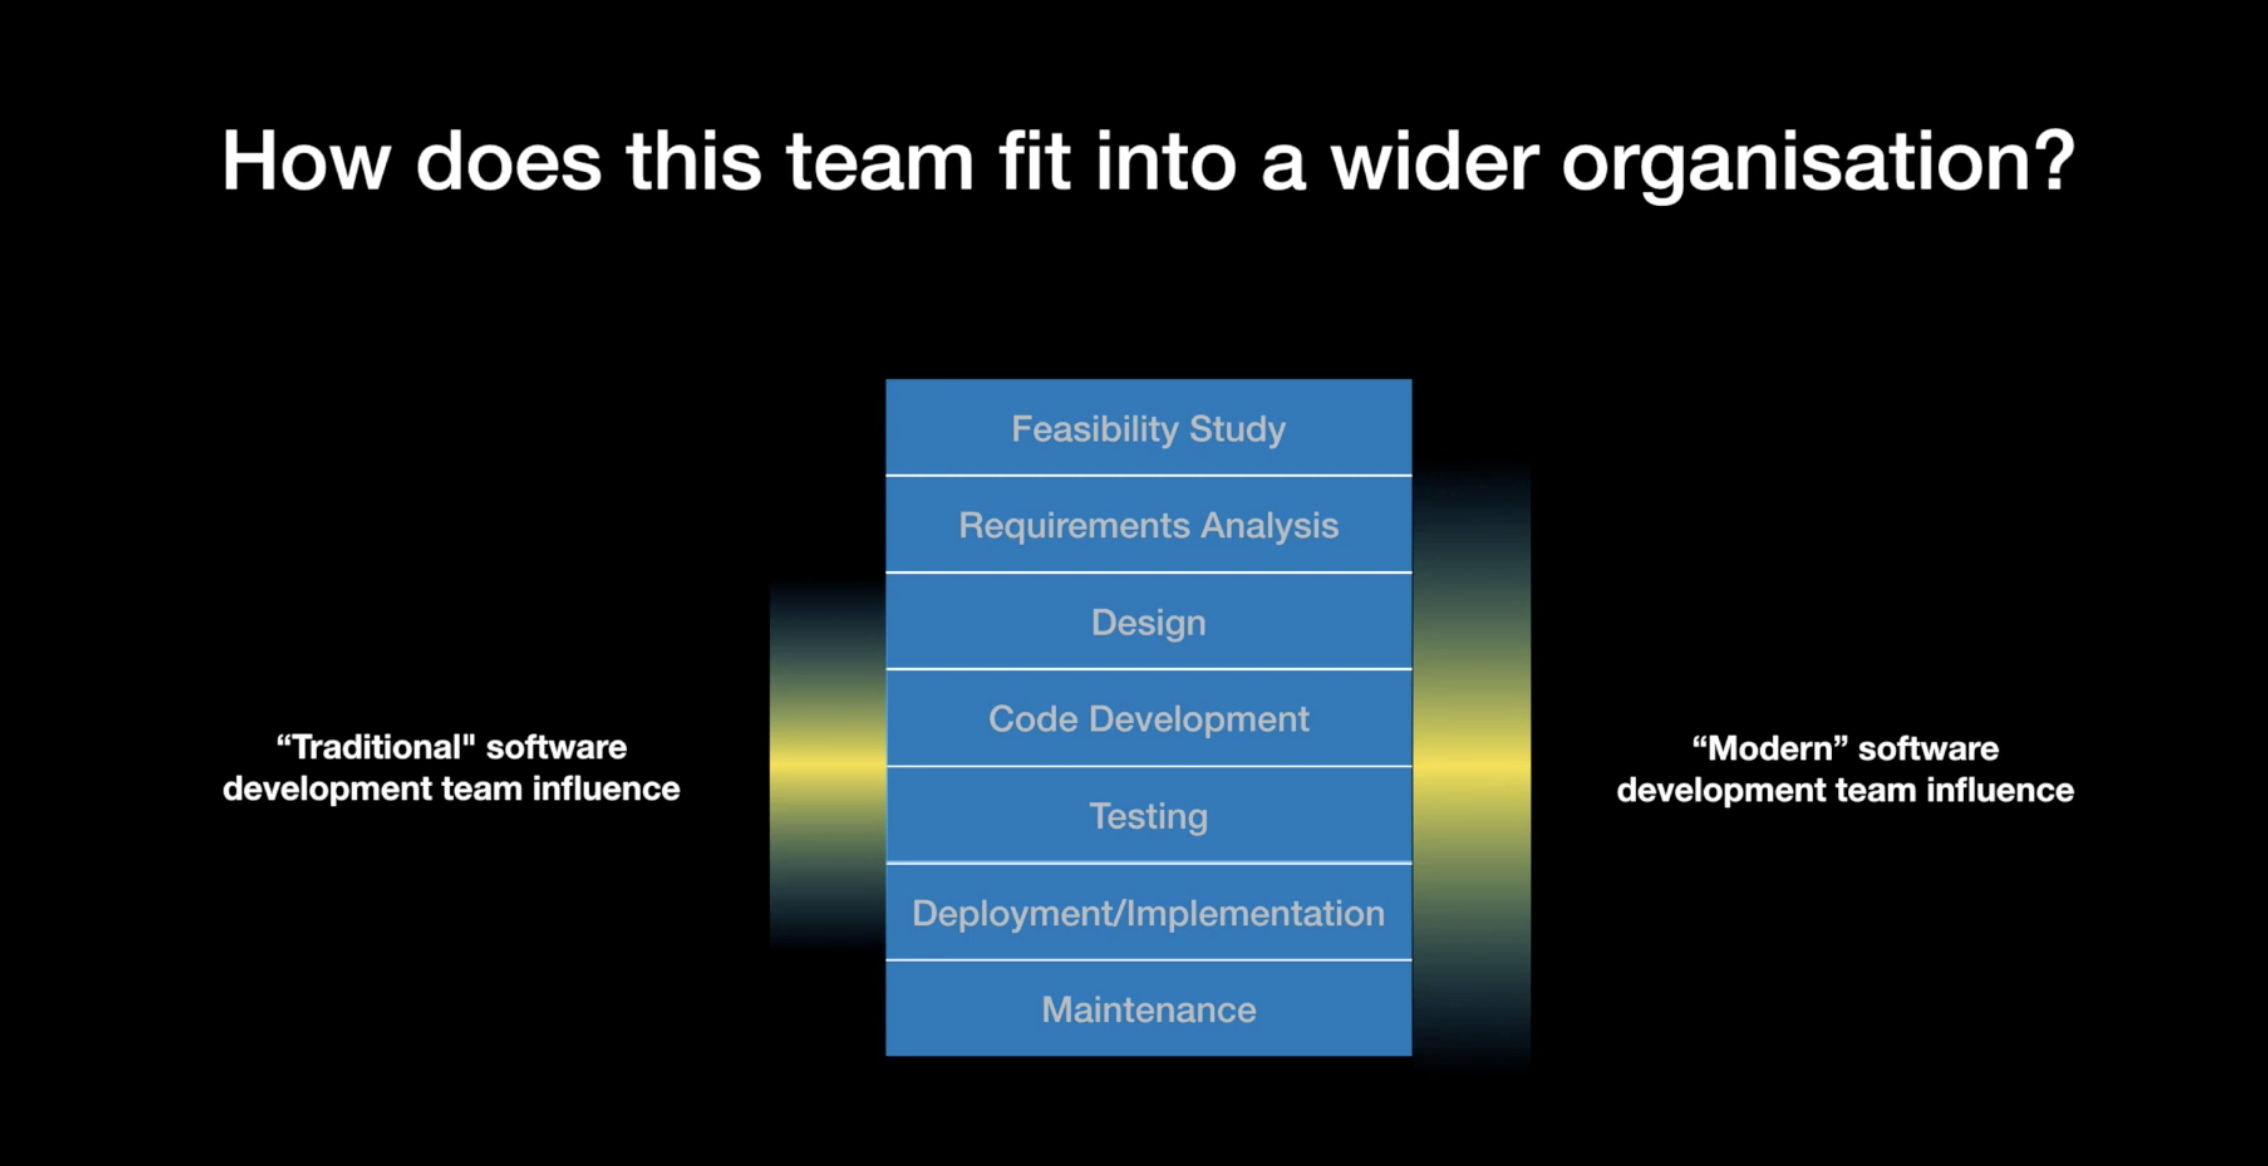 How does this team fit into a wider organisation?
Feasibility Study
Requirements Analysis
Design
Code Development
Testing
Deployment/Implementation
Maintenance
“Traditional" software
development team influence
“Modern” software
development team influence